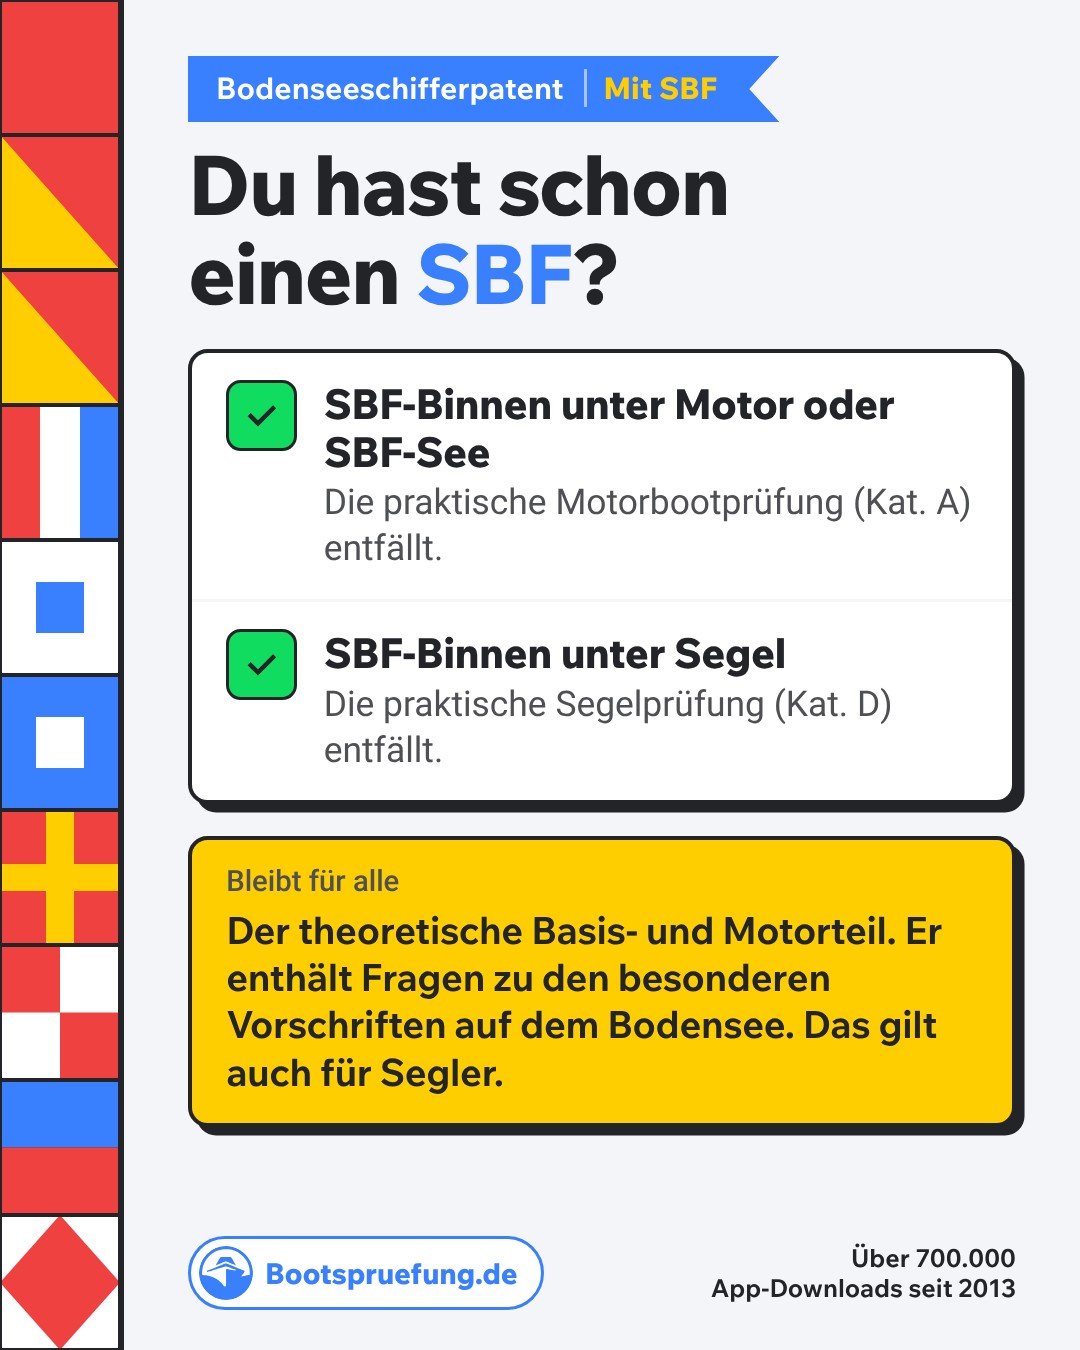 Bodenseeschifferpatent | Mit SBF
Du hast schon
einen SBF?
SBF-Binnen unter Motor oder
SBF-See
Die praktische Motorbootprüfung (Kat. A)
entfällt.
SBF-Binnen unter Segel
Die praktische Segelprüfung (Kat. D)
entfällt.
Bleibt für alle
Der theoretische Basis- und Motorteil. Er
enthält Fragen zu den besonderen
Vorschriften auf dem Bodensee. Das gilt
auch für Segler.
Bootspruefung.de
Über 700.000
App-Downloads seit 2013